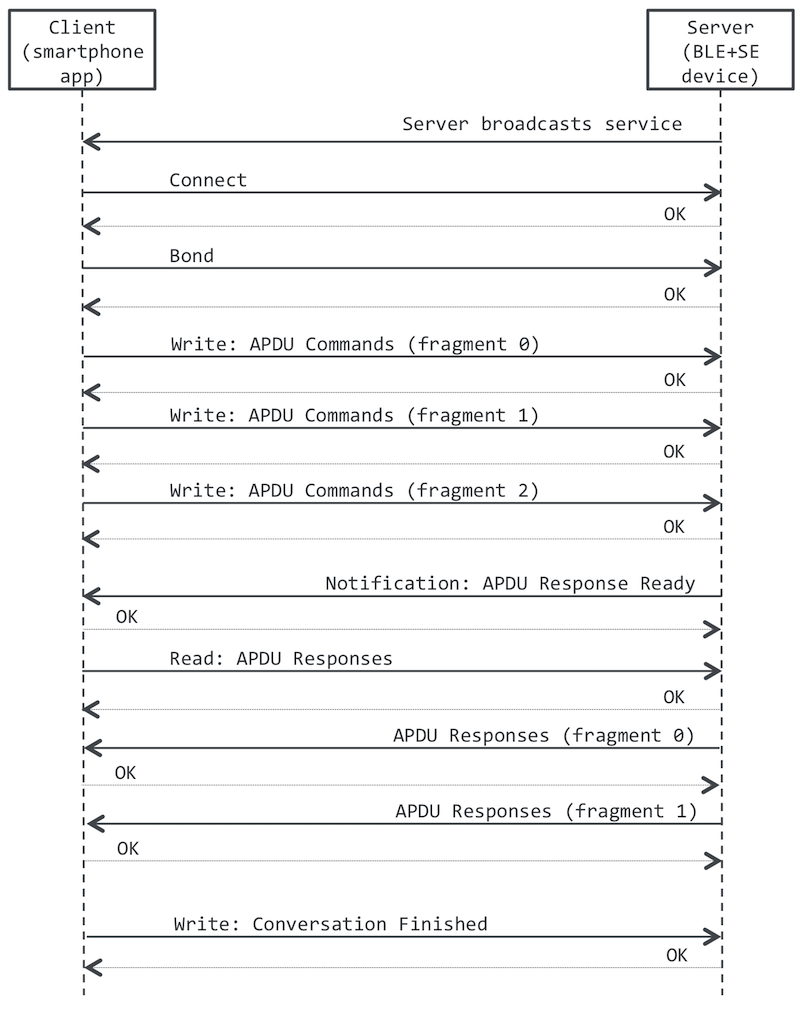 Client
(smartphone
app)
Server
(BLE+SE
device)
Server broadcasts service
Connect
OK
Bond
OK
Write: APDU Commands (fragment 0)
OK
Write: APDU Commands (fragment 1)
OK
Write: APDU Commands (fragment 2)
OK
Notification: APDU Response Ready
OK
Read: APDU Responses
OK
APDU Responses (fragment 0)
OK
APDU Responses (fragment 1)
OK
Write: Conversation Finished
OK